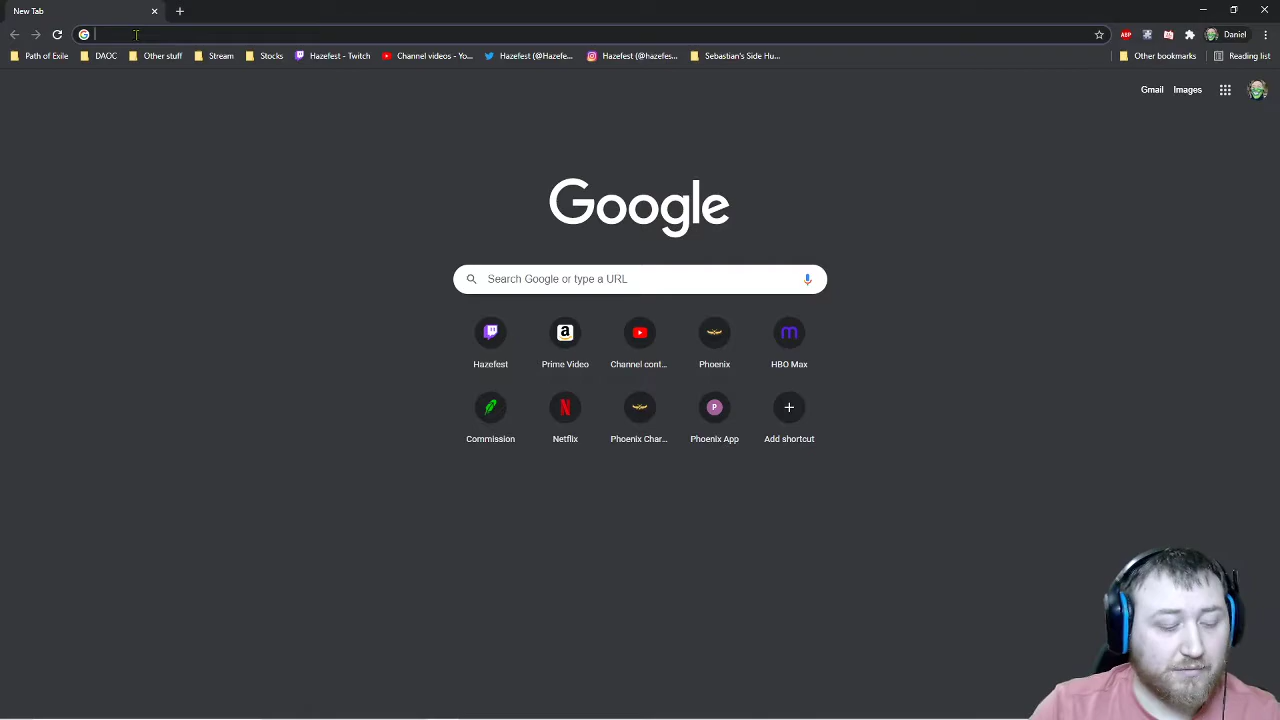 New Tab
Path of Exile
DAOC
Other stuff
Stream
Stocks
Hazefest - Twitch
Channel videos - Yo...
Hazefest (@Hazefe...
Hazefest (@hazefes...
Sebastian's Side Hu...
Other bookmarks
Reading list
ABP
Daniel
Gmail
Images
Google
Search Google or type a URL
Hazefest
Prime Video
Channel cont...
Phoenix
HBO Max
Commission
Netflix
Phoenix Char...
P
Phoenix App
Add shortcut